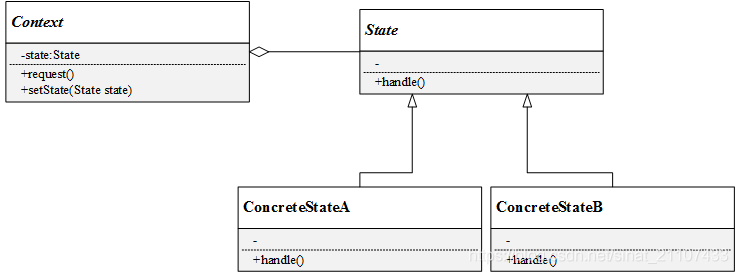 Context
-state:State
+request()
+setState(State state)
State
-
+handle()
ConcreteStateA
-
+handle()
ConcreteStateB
-
+handle()